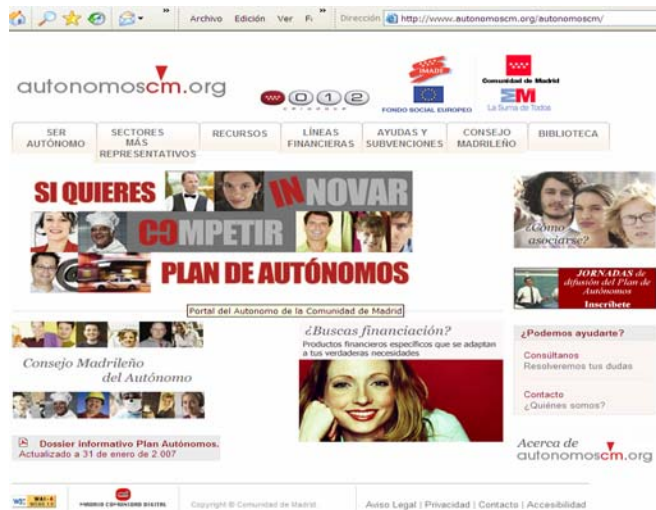 Archivo Edición Ver
Dirección http://www.autonomoscm.org/autonomoscm/
autonomoscm.org
012
IMADE
FONDO SOCIAL EUROPEO
Comunidad de Madrid
EM
La Suma de Todos
SER AUTÓNOMO
SECTORES MÁS REPRESENTATIVOS
RECURSOS
LÍNEAS FINANCIERAS
AYUDAS Y SUBVENCIONES
CONSEJO MADRILEÑO
BIBLIOTECA
SI QUIERES INNOVAR
COMPETIR
PLAN DE AUTÓNOMOS
¿Cómo
asociarse?
JORNADAS de
difusión del Plan de
Autónomos
Inscríbete
Portal del Autonomo de la Comunidad de Madrid
Consejo Madrileño
del Autónomo
¿Buscas financiación?
Productos financieros específicos que se adaptan
a tus verdaderas necesidades
¿Podemos ayudarte?
Consúltanos
Resolveremos tus dudas
Contacto
¿Quiénes somos?
Dossier informativo Plan Autónomos.
Actualizado a 31 de enero de 2.007
Acerca de
autonomoscm.org
MADRID COMUNIDAD DIGITAL
Copyright © Comunidad de Madrid
Aviso Legal | Privacidad | Contacto | Accesibilidad